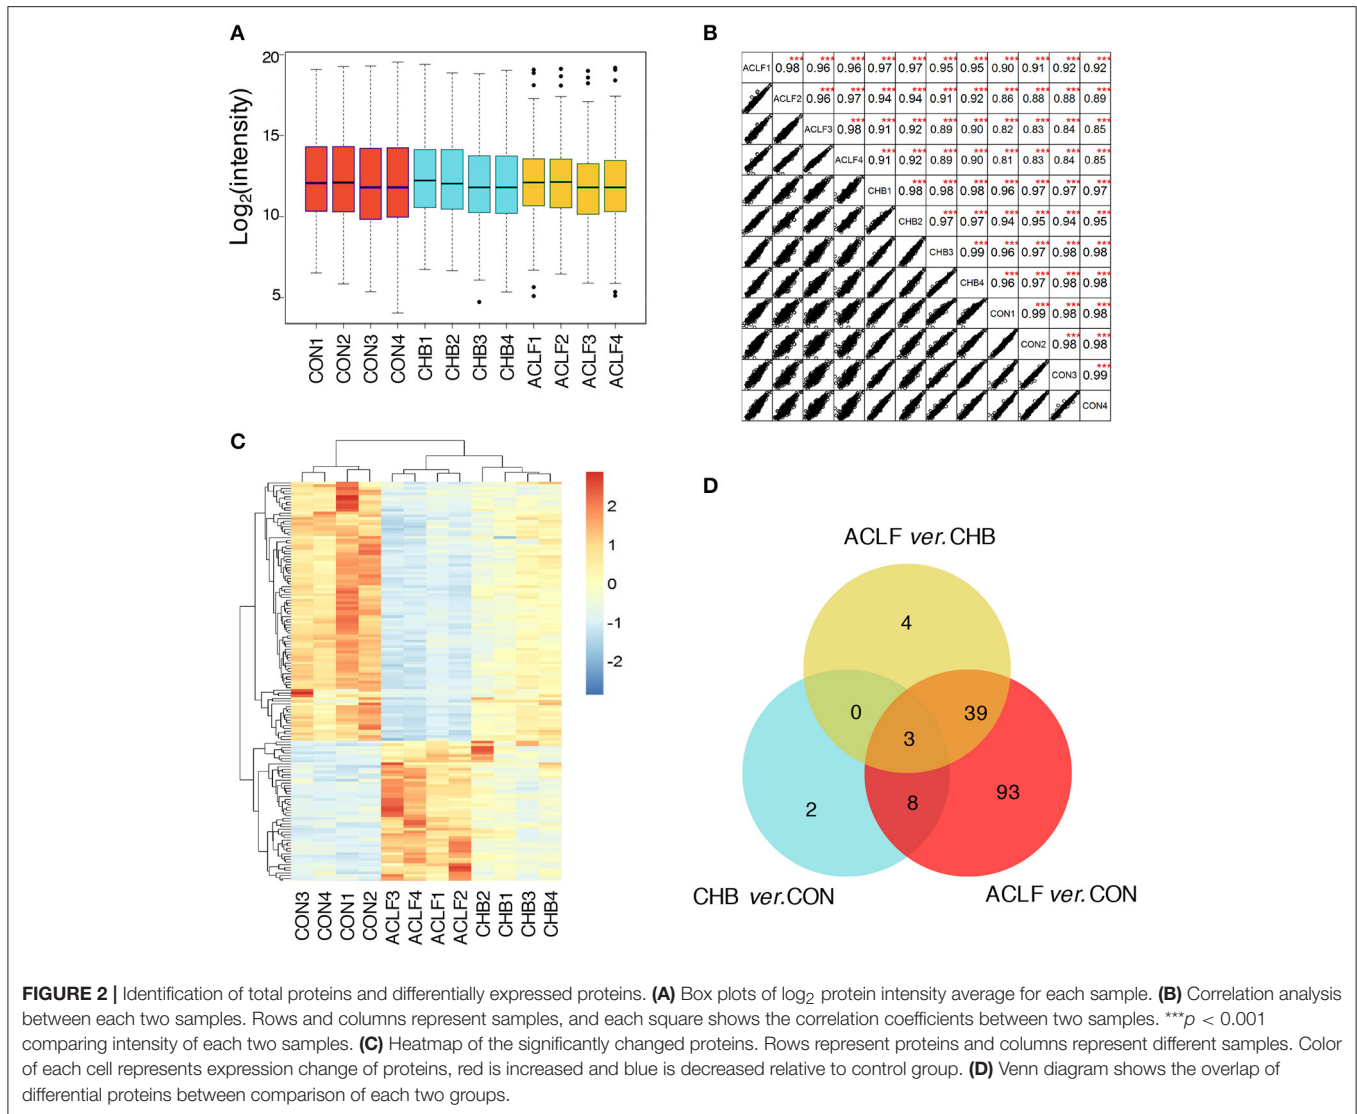 A
Log2(intensity)
20
15
10
5
CON1 CON2 CON3 CON4 CHB1 CHB2 CHB3 CHB4 ACLF1 ACLF2 ACLF3 ACLF4
B
ACLF1 0.98*** 0.96*** 0.96*** 0.97*** 0.97*** 0.95*** 0.95*** 0.90*** 0.91*** 0.92*** 0.92***
ACLF2 0.96*** 0.97*** 0.94*** 0.94*** 0.91*** 0.92*** 0.86*** 0.88*** 0.88*** 0.89***
ACLF3 0.98*** 0.91*** 0.92*** 0.89*** 0.90*** 0.82*** 0.83*** 0.84*** 0.85***
ACLF4 0.91*** 0.92*** 0.89*** 0.90*** 0.81*** 0.83*** 0.84*** 0.85***
CHB1 0.98*** 0.98*** 0.98*** 0.96*** 0.97*** 0.97*** 0.97***
CHB2 0.97*** 0.97*** 0.94*** 0.95*** 0.94*** 0.95***
CHB3 0.99*** 0.96*** 0.97*** 0.98*** 0.98***
CHB4 0.96*** 0.97*** 0.98*** 0.98***
CON1 0.99*** 0.98*** 0.98***
CON2 0.98*** 0.98***
CON3 0.99***
CON4
C
2
1
0
-1
-2
CON3 CON4 CON1 CON2 ACLF3 ACLF4 ACLF1 ACLF2 CHB2 CHB1 CHB3 CHB4
D
ACLF ver.CHB
4
0
39
3
2
8
93
CHB ver.CON
ACLF ver.CON
FIGURE 2 | Identification of total proteins and differentially expressed proteins. (A) Box plots of log2 protein intensity average for each sample. (B) Correlation analysis
between each two samples. Rows and columns represent samples, and each square shows the correlation coefficients between two samples. ***p < 0.001
comparing intensity of each two samples. (C) Heatmap of the significantly changed proteins. Rows represent proteins and columns represent different samples. Color
of each cell represents expression change of proteins, red is increased and blue is decreased relative to control group. (D) Venn diagram shows the overlap of
differential proteins between comparison of each two groups.